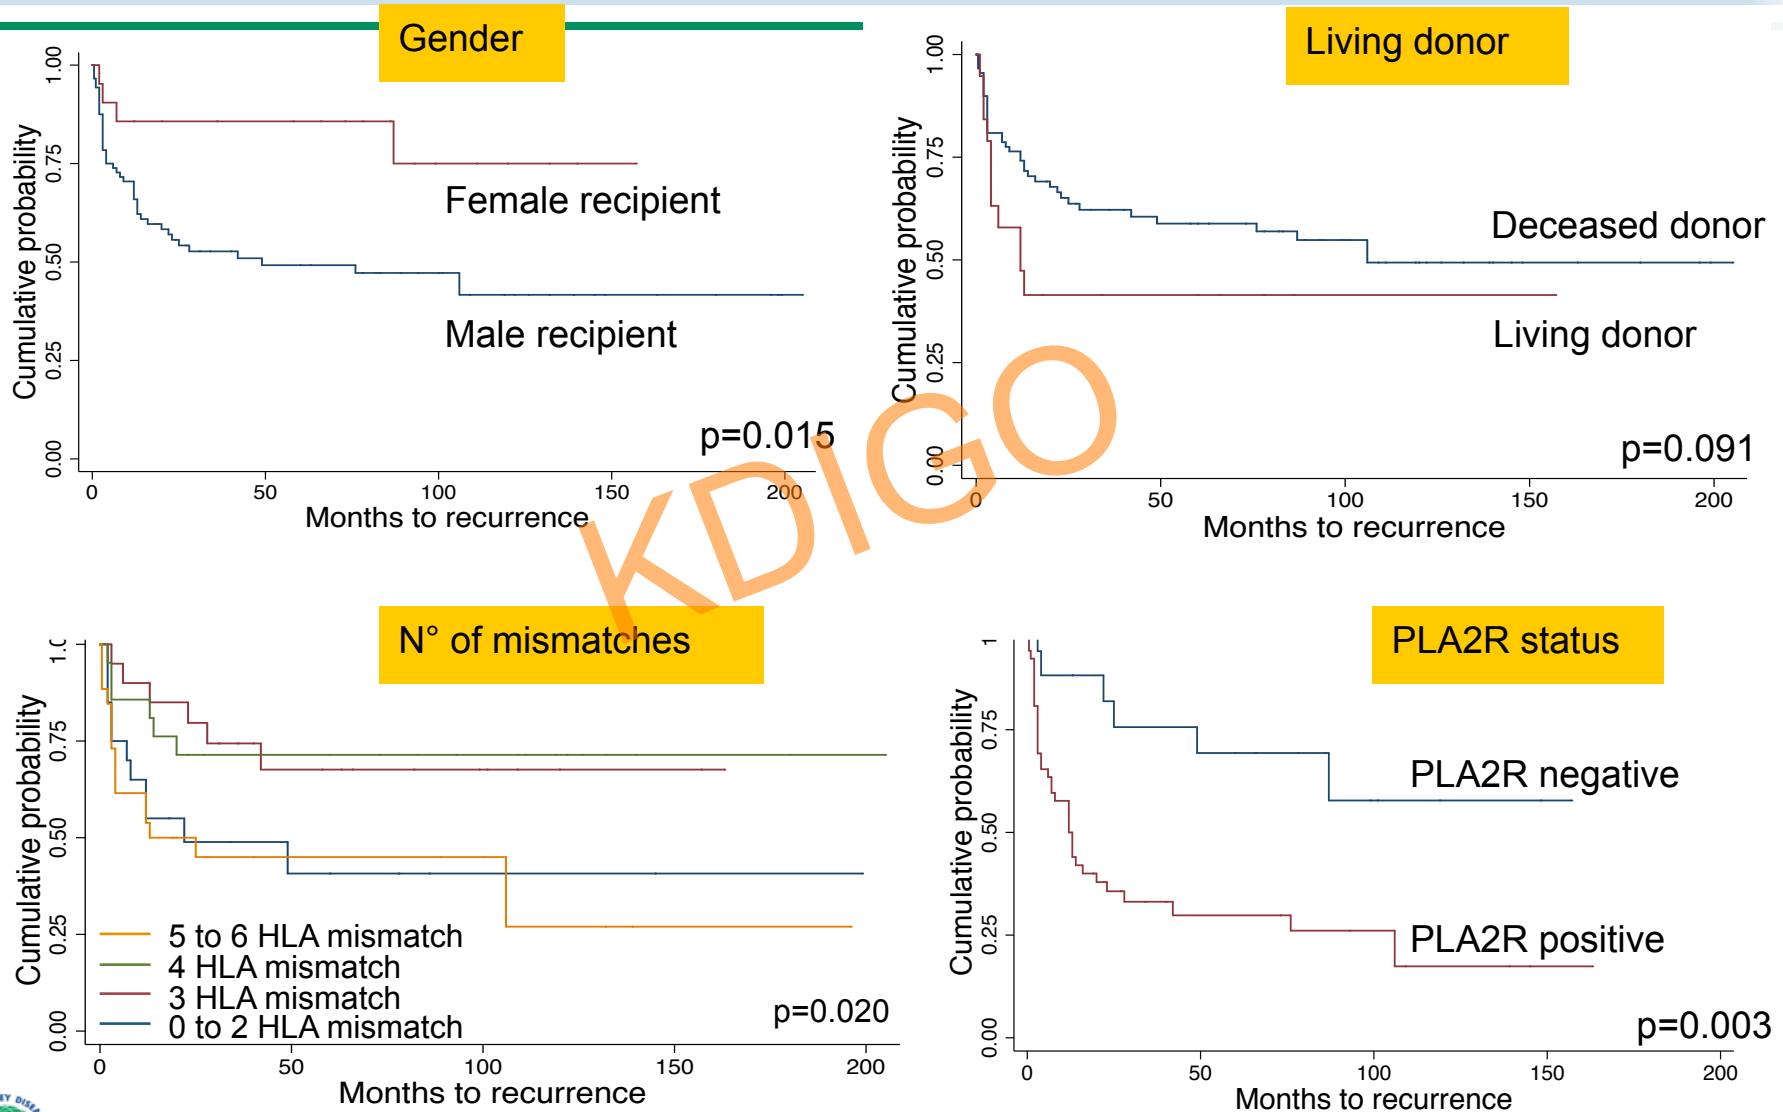 Gender
1.00
0.75
0.50
0.25
0.00
Cumulative probability
Female recipient
Male recipient
p=0.015
0 50 100 150 200
Months to recurrence
Living donor
1.00
0.75
0.50
0.25
0.00
Cumulative probability
Deceased donor
Living donor
p=0.091
0 50 100 150 200
Months to recurrence
KDIGO
N° of mismatches
0.75
0.50
0.25
0.00
Cumulative probability
5 to 6 HLA mismatch
4 HLA mismatch
3 HLA mismatch
0 to 2 HLA mismatch
p=0.020
0 50 100 150 200
Months to recurrence
PLA2R status
1
0.75
0.50
0.25
0.00
Cumulative probability
PLA2R negative
PLA2R positive
p=0.003
0 50 100 150 200
Months to recurrence